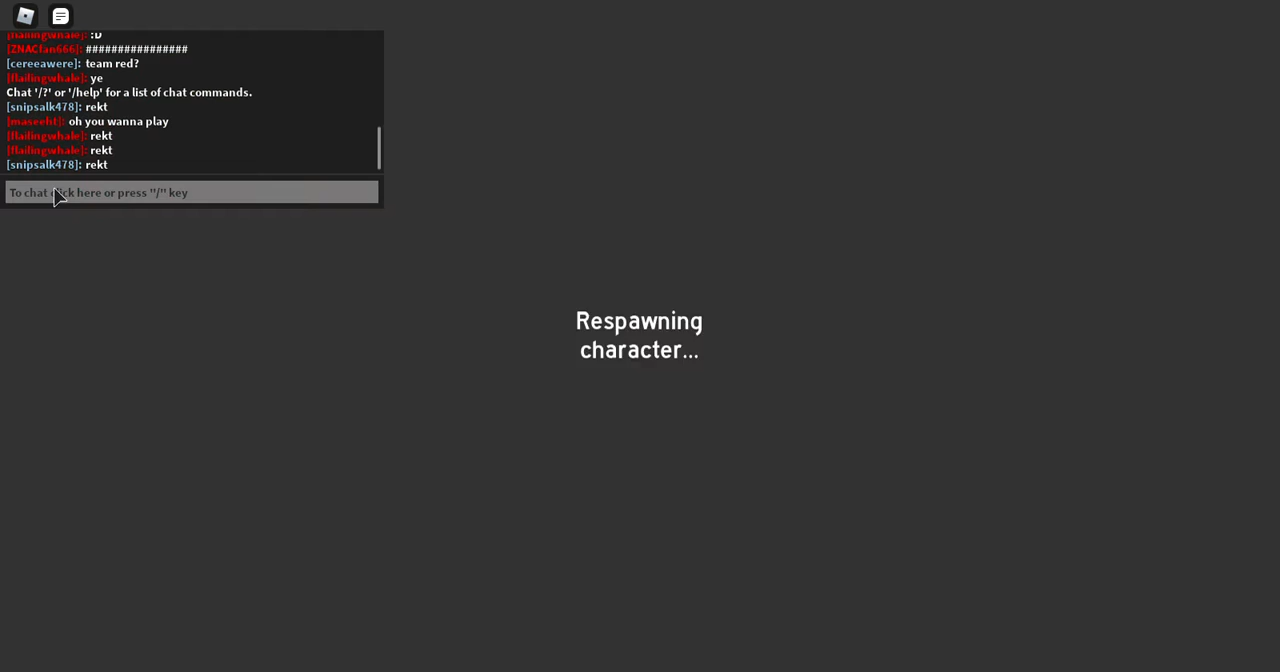 [flailingwhale]: :D
[ZNACfan666]: ################
[cereeawere]: team red?
[flailingwhale]: ye
Chat '/?' or '/help' for a list of chat commands.
[snipsalk478]: rekt
[maseeht]: oh you wanna play
[flailingwhale]: rekt
[flailingwhale]: rekt
[snipsalk478]: rekt
To chat click here or press "/" key
Respawning
character...